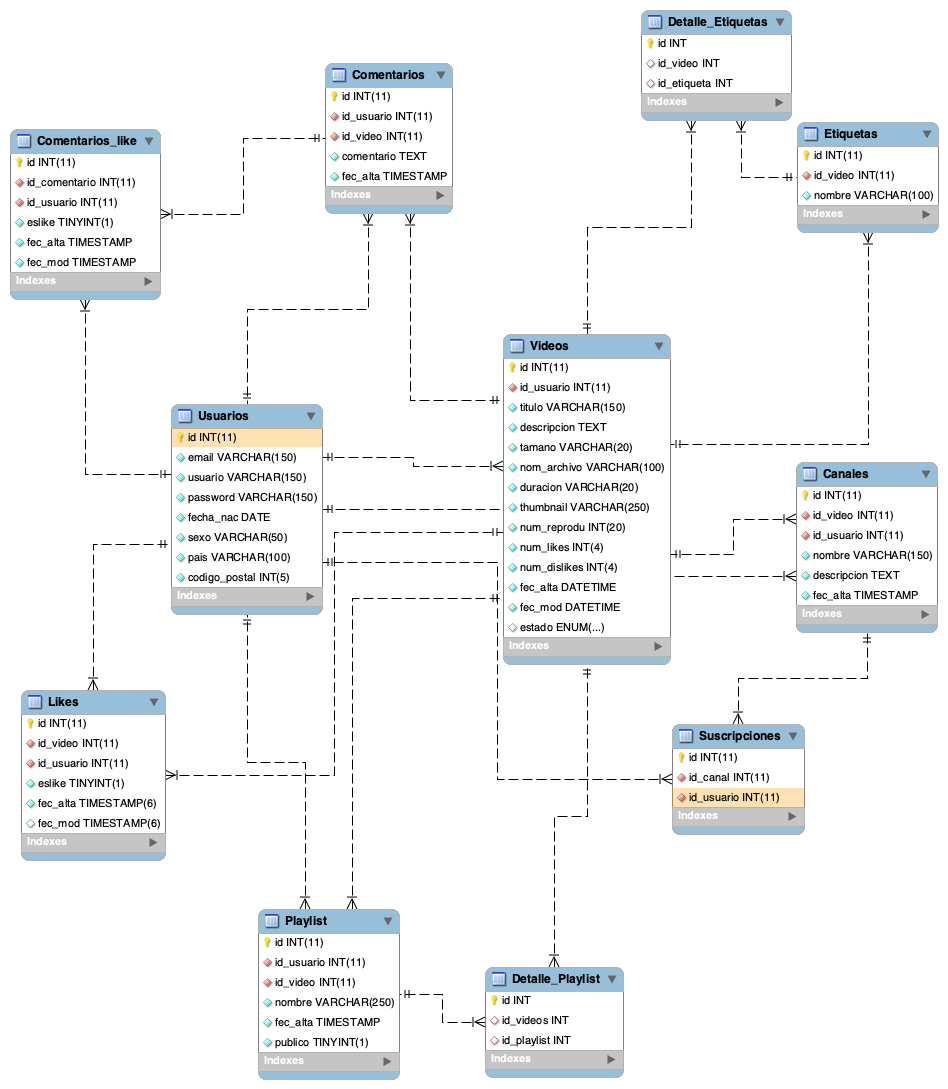 Detalle_Etiquetas
id INT
id_video INT
id_etiqueta INT
Indexes
Comentarios
id INT(11)
id_usuario INT(11)
id_video INT(11)
comentario TEXT
fec_alta TIMESTAMP
Indexes
Etiquetas
id INT(11)
id_video INT(11)
nombre VARCHAR(100)
Indexes
Comentarios_like
id INT(11)
id_comentario INT(11)
id_usuario INT(11)
eslike TINYINT(1)
fec_alta TIMESTAMP
fec_mod TIMESTAMP
Indexes
Videos
id INT(11)
id_usuario INT(11)
titulo VARCHAR(150)
descripcion TEXT
tamano VARCHAR(20)
nom_archivo VARCHAR(100)
duracion VARCHAR(20)
thumbnail VARCHAR(250)
num_reprodu INT(20)
num_likes INT(4)
num_dislikes INT(4)
fec_alta DATETIME
fec_mod DATETIME
estado ENUM(...)
Indexes
Usuarios
id INT(11)
email VARCHAR(150)
usuario VARCHAR(150)
password VARCHAR(150)
fecha_nac DATE
sexo VARCHAR(50)
pais VARCHAR(100)
codigo_postal INT(5)
Indexes
Canales
id INT(11)
id_video INT(11)
id_usuario INT(11)
nombre VARCHAR(150)
descripcion TEXT
fec_alta TIMESTAMP
Indexes
Likes
id INT(11)
id_video INT(11)
id_usuario INT(11)
eslike TINYINT(1)
fec_alta TIMESTAMP(6)
fec_mod TIMESTAMP(6)
Indexes
Suscripciones
id INT(11)
id_canal INT(11)
id_usuario INT(11)
Indexes
Playlist
id INT(11)
id_usuario INT(11)
id_video INT(11)
nombre VARCHAR(250)
fec_alta TIMESTAMP
publico TINYINT(1)
Indexes
Detalle_Playlist
id INT
id_videos INT
id_playlist INT
Indexes